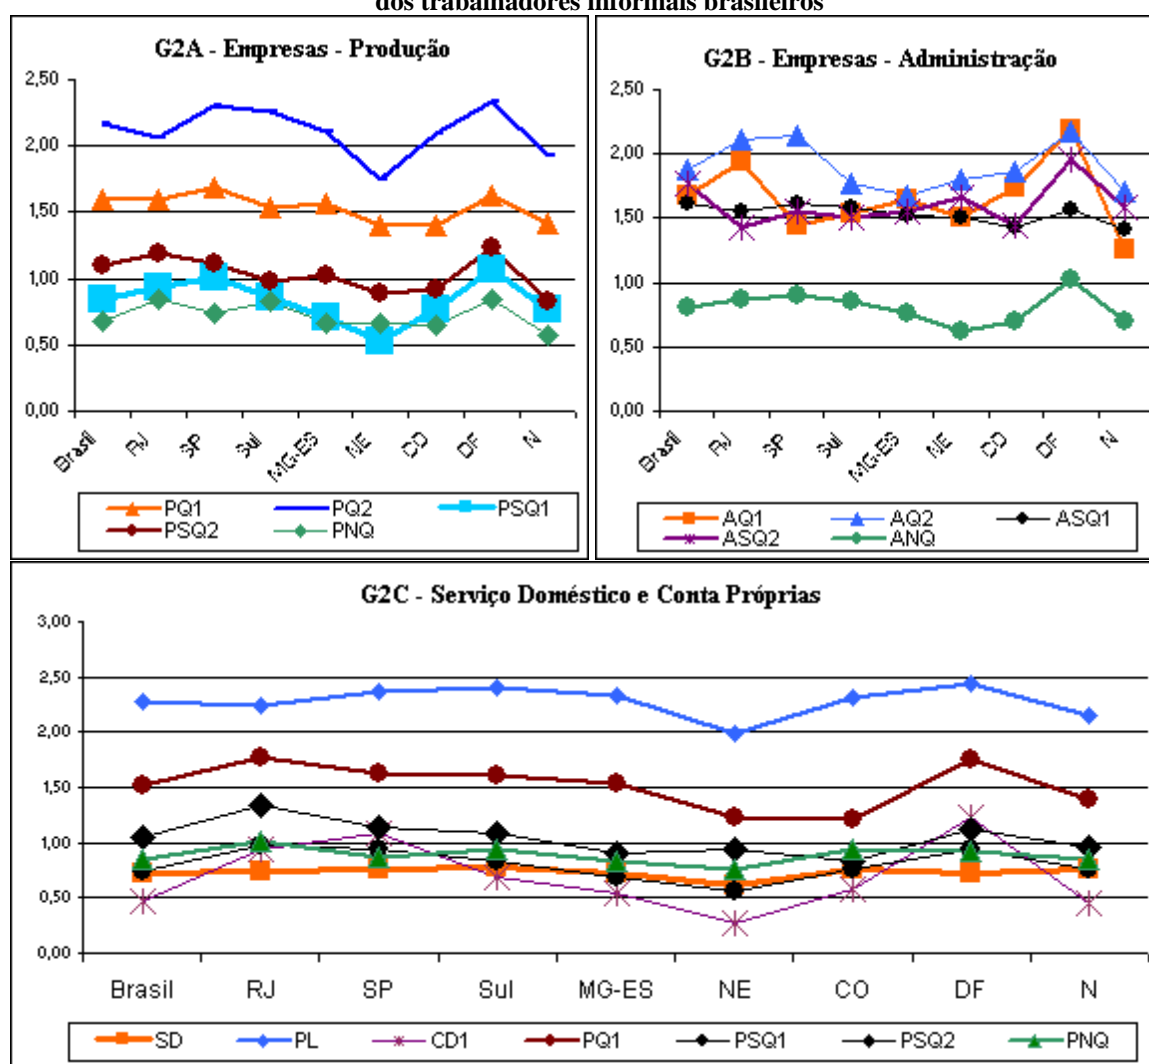 dos trabalhadores informais brasileiros
G2A - Empresas - Produção
2,50
2,00
1,50
1,00
0,50
0,00
Brasil RJ SP Sul MG-ES NE CO DF N
PQ1 PQ2 PSQ1
PSQ2 PNQ
G2B - Empresas - Administração
2,50
2,00
1,50
1,00
0,50
0,00
Brasil RJ SP Sul MG-ES NE CO DF N
AQ1 AQ2 ASQ1
ASQ2 ANQ
G2C - Serviço Doméstico e Conta Próprias
3,00
2,50
2,00
1,50
1,00
0,50
0,00
Brasil RJ SP Sul MG-ES NE CO DF N
SD PL CD1 PQ1 PSQ1 PSQ2 PNQ